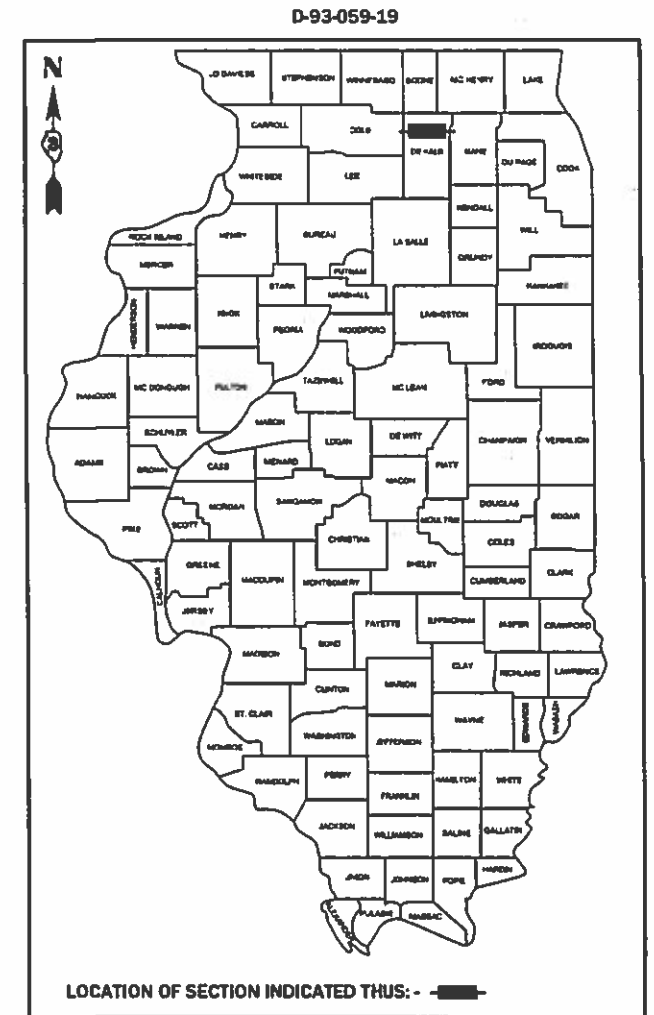 D-93-059-19
N
JO DAVIESS
STEPHENSON
WINNEBAGO
BOONE
MC HENRY
LAKE
CARROLL
OGLE
DE KALB
KANE
DU PAGE
COOK
WHITESIDE
LEE
KENDALL
ROCK ISLAND
HENRY
BUREAU
LA SALLE
WILL
GRUNDY
MERCER
PUTNAM
STARK
MARSHALL
KANKAKEE
HENDERSON
WARREN
KNOX
PEORIA
WOODFORD
LIVINGSTON
IROQUOIS
HANCOCK
MC DONOUGH
FULTON
TAZEWELL
MC LEAN
FORD
MASON
SCHUYLER
LOGAN
DE WITT
CHAMPAIGN
VERMILION
ADAMS
BROWN
CASS
MENARD
PIATT
MACON
MORGAN
SANGAMON
DOUGLAS
EDGAR
PIKE
SCOTT
MOULTRIE
CHRISTIAN
COLES
GREENE
MACOUPIN
MONTGOMERY
SHELBY
CUMBERLAND
CLARK
CALHOUN
JERSEY
FAYETTE
EFFINGHAM
JASPER
CRAWFORD
MADISON
BOND
CLAY
RICHLAND
LAWRENCE
CLINTON
MARION
ST. CLAIR
WAYNE
EDWARDS
WABASH
MONROE
WASHINGTON
JEFFERSON
RANDOLPH
PERRY
HAMILTON
WHITE
FRANKLIN
JACKSON
WILLIAMSON
SALINE
GALLATIN
UNION
JOHNSON
POPE
HARDIN
ALEXANDER
PULASKI
MASSAC
LOCATION OF SECTION INDICATED THUS: -